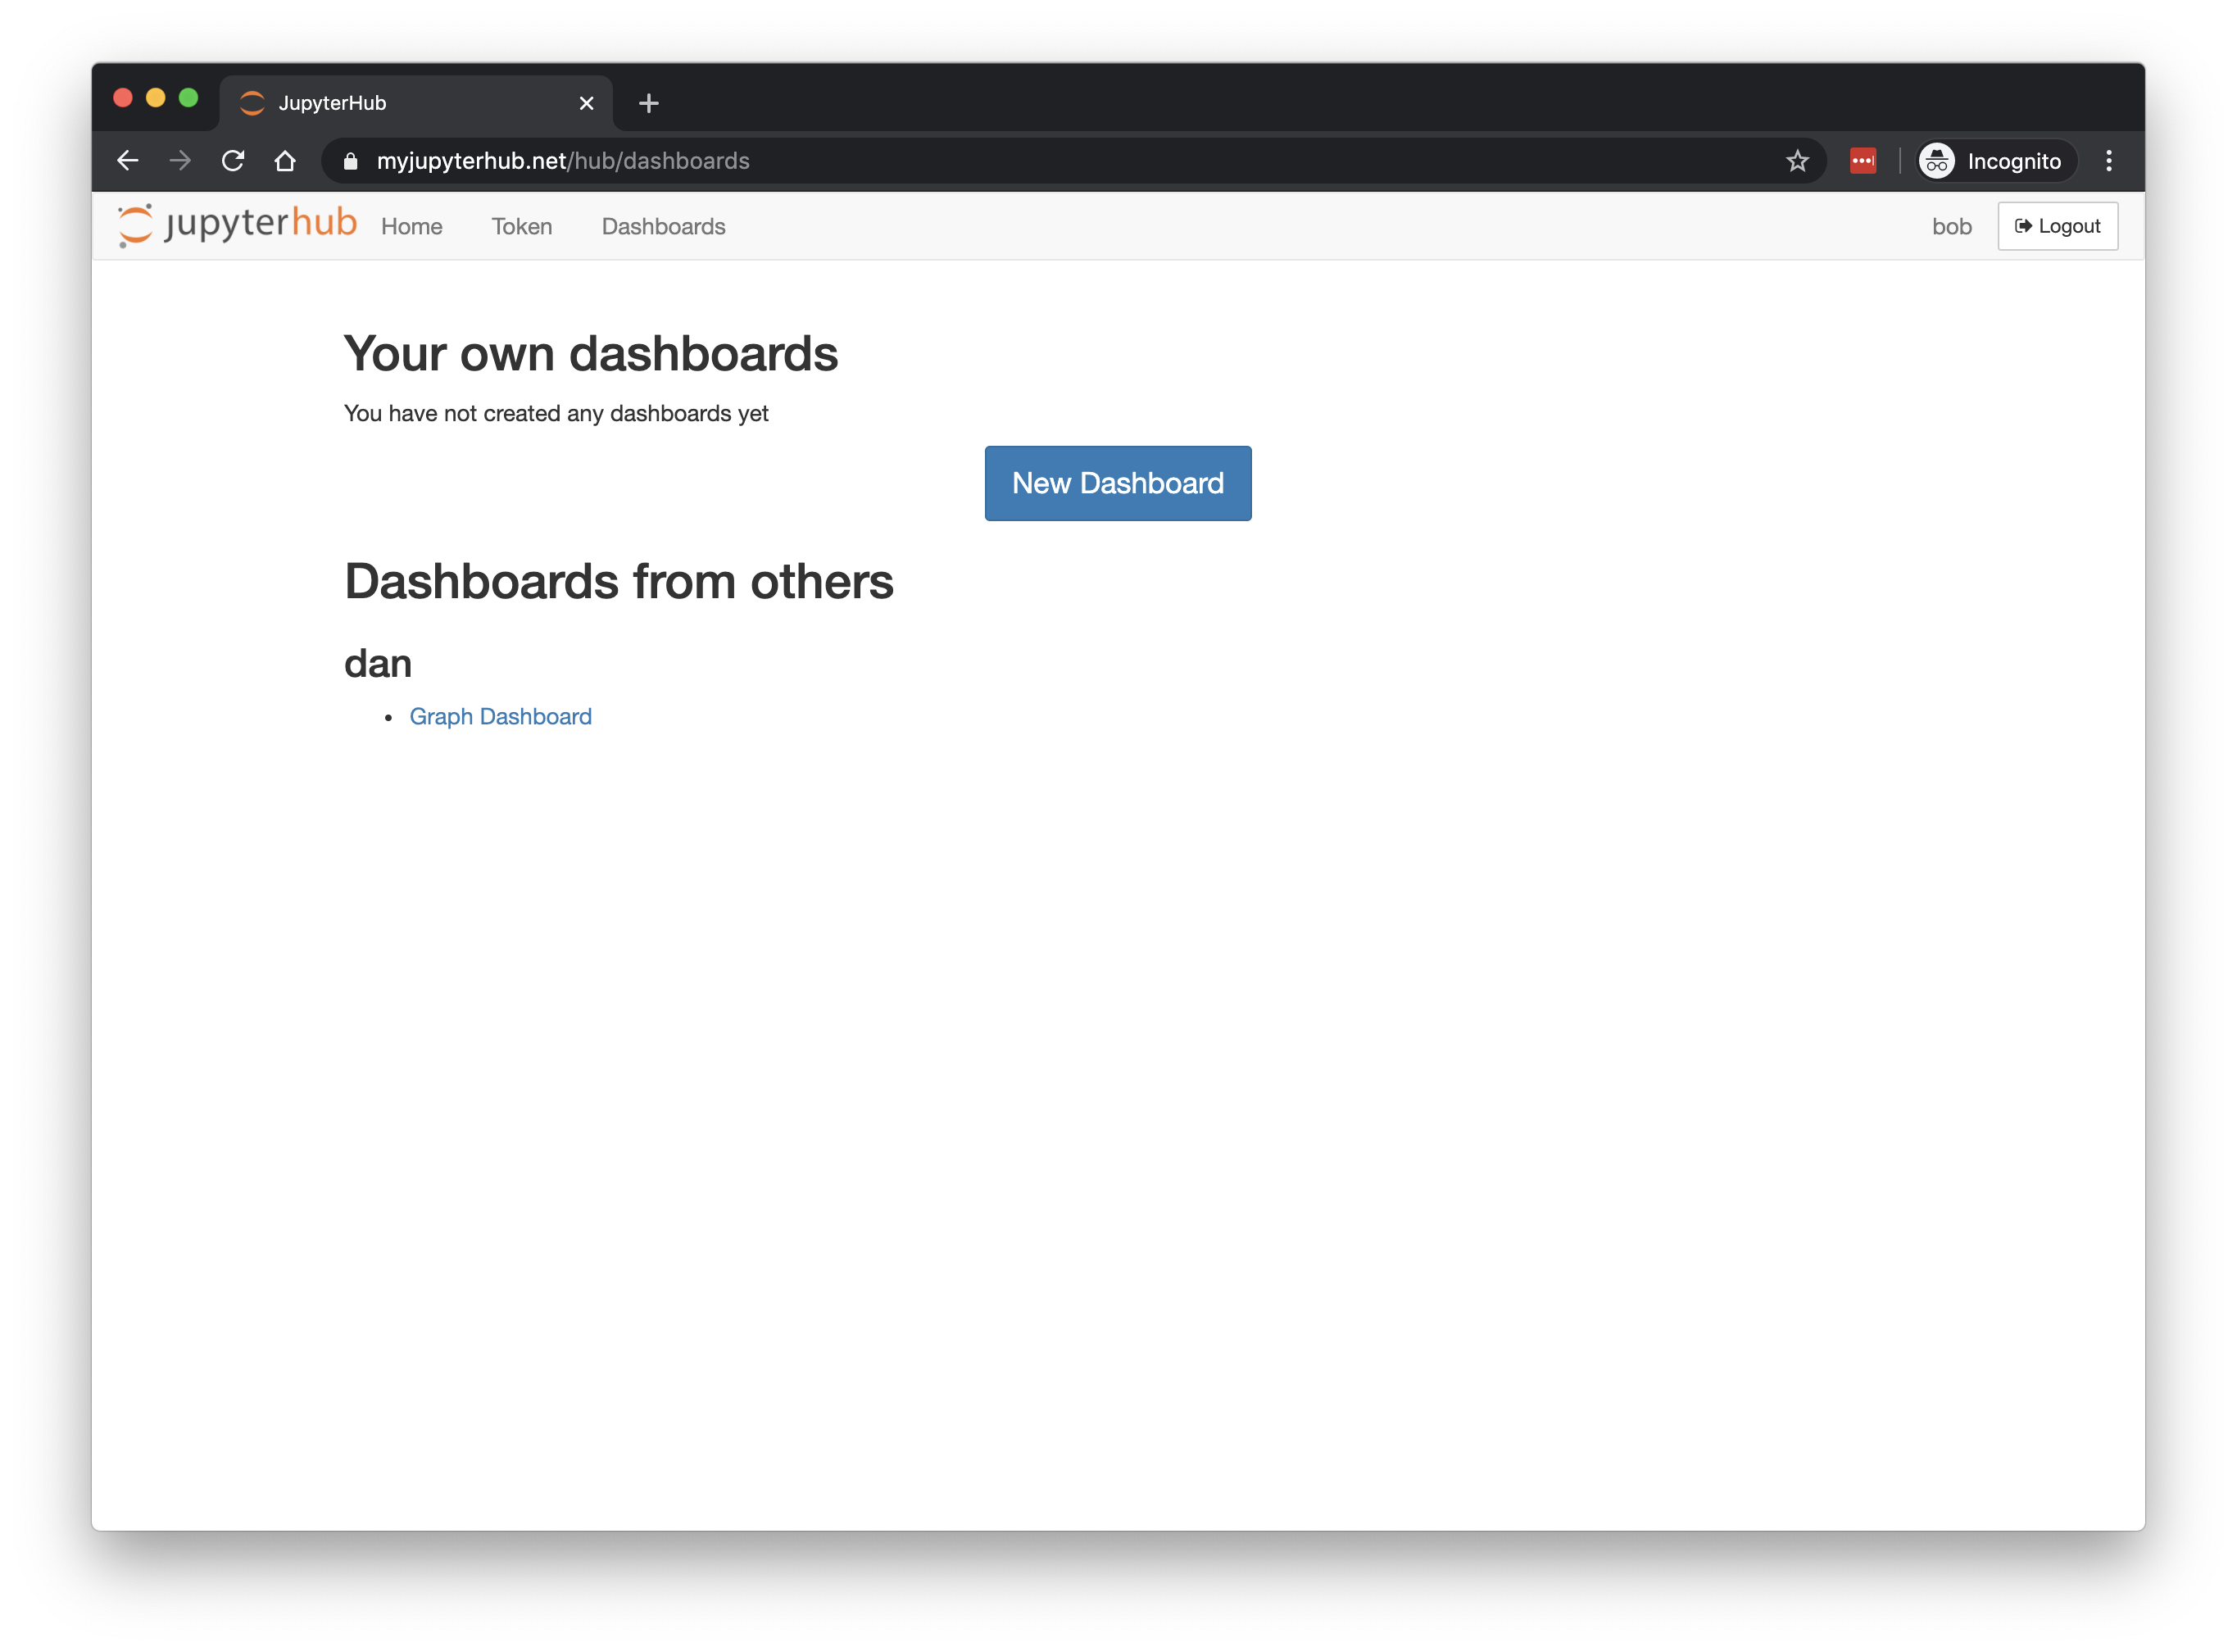 JupyterHub
myjupyterhub.net/hub/dashboards
Incognito
jupyterhub Home Token Dashboards bob Logout
Your own dashboards
You have not created any dashboards yet
New Dashboard
Dashboards from others
dan
• Graph Dashboard